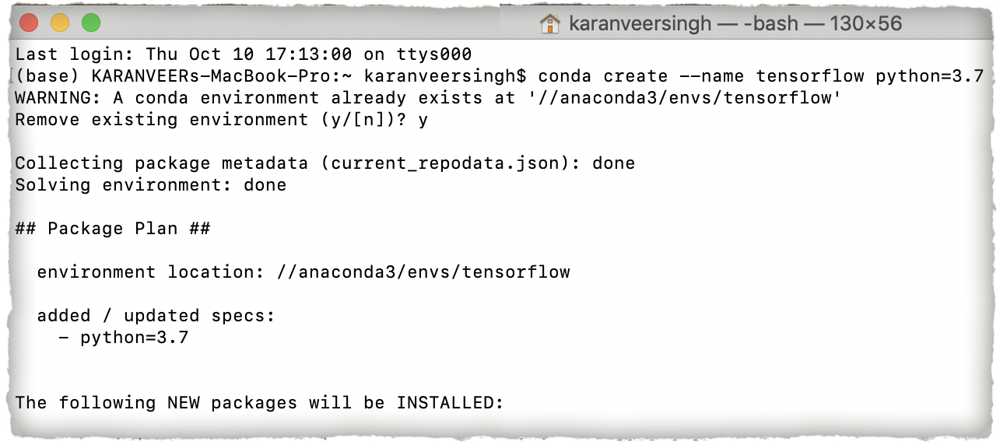 karanveersingh — -bash — 130×56
Last login: Thu Oct 10 17:13:00 on ttys000
[(base) KARANVEERs-MacBook-Pro:~ karanveersingh$ conda create --name tensorflow python=3.7
WARNING: A conda environment already exists at '//anaconda3/envs/tensorflow'
Remove existing environment (y/[n])? y
Collecting package metadata (current_repodata.json): done
Solving environment: done
## Package Plan ##
environment location: //anaconda3/envs/tensorflow
added / updated specs:
- python=3.7
The following NEW packages will be INSTALLED: